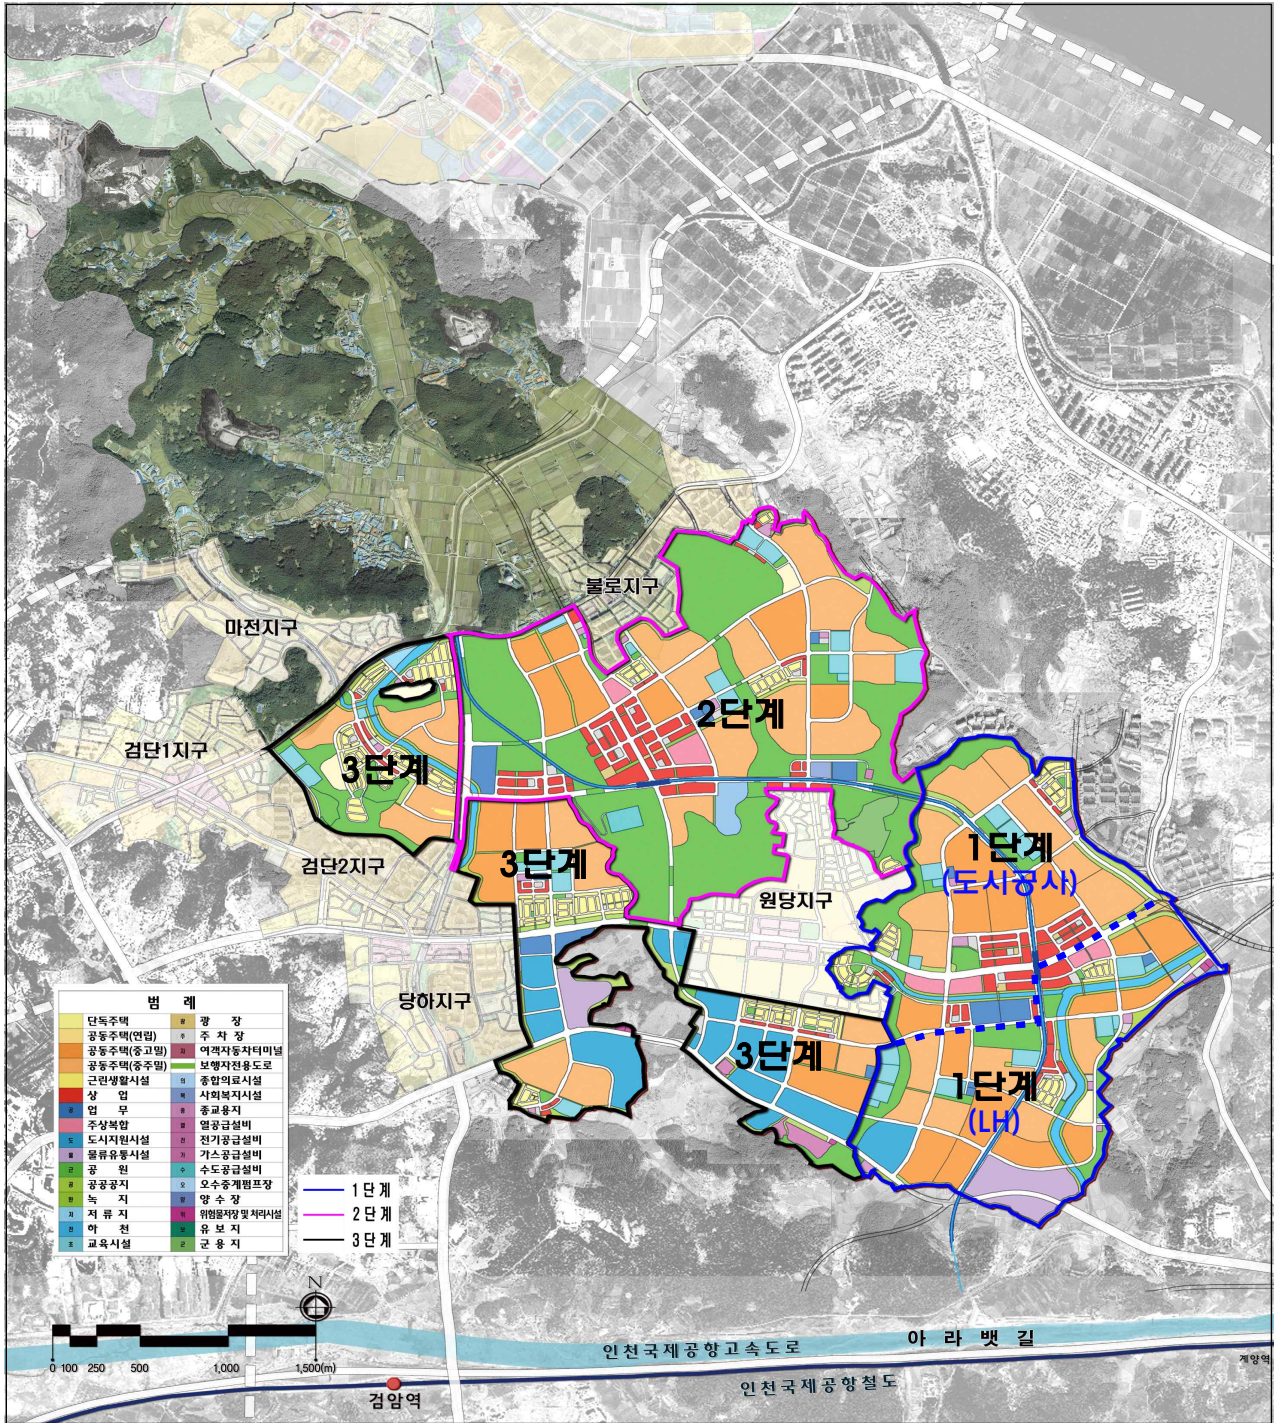 불로지구
마전지구
2단계
검단1지구
3단계
1단계
(도시공사)
검단2지구
3단계
원당지구
당하지구
3단계
1단계
(LH)
범 례
단독주택
광 장
공동주택(연립)
주 차 장
공동주택(중고밀)
여객자동차터미널
공동주택(중주밀)
보행자전용도로
근린생활시설
종합의료시설
상 업
사회복지시설
업 무
종교용지
주상복합
열공급설비
도시지원시설
전기공급설비
물류유통시설
가스공급설비
공 원
수도공급설비
공공공지
오수중계펌프장
녹 지
양 수 장
저 류 지
위험물저장 및 처리시설
하 천
유 보 지
교육시설
군 용 지
1단계
2단계
3단계
N
0 100 250 500 1,000 1,500(m)
아 라 뱃 길
인천국제공항고속도로
계양역
인천국제공항철도
검암역